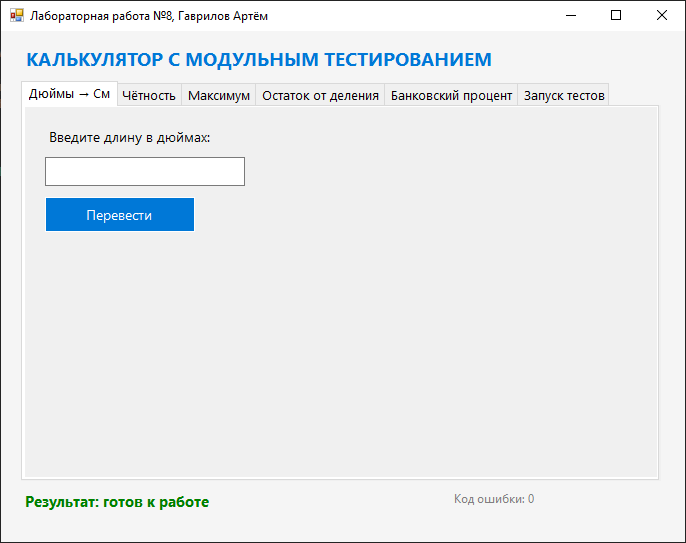 Лабораторная работа №8, Гаврилов Артём
КАЛЬКУЛЯТОР С МОДУЛЬНЫМ ТЕСТИРОВАНИЕМ
Дюймы → См Чётность Максимум Остаток от деления Банковский процент Запуск тестов
Введите длину в дюймах:
Перевести
Результат: готов к работе Код ошибки: 0